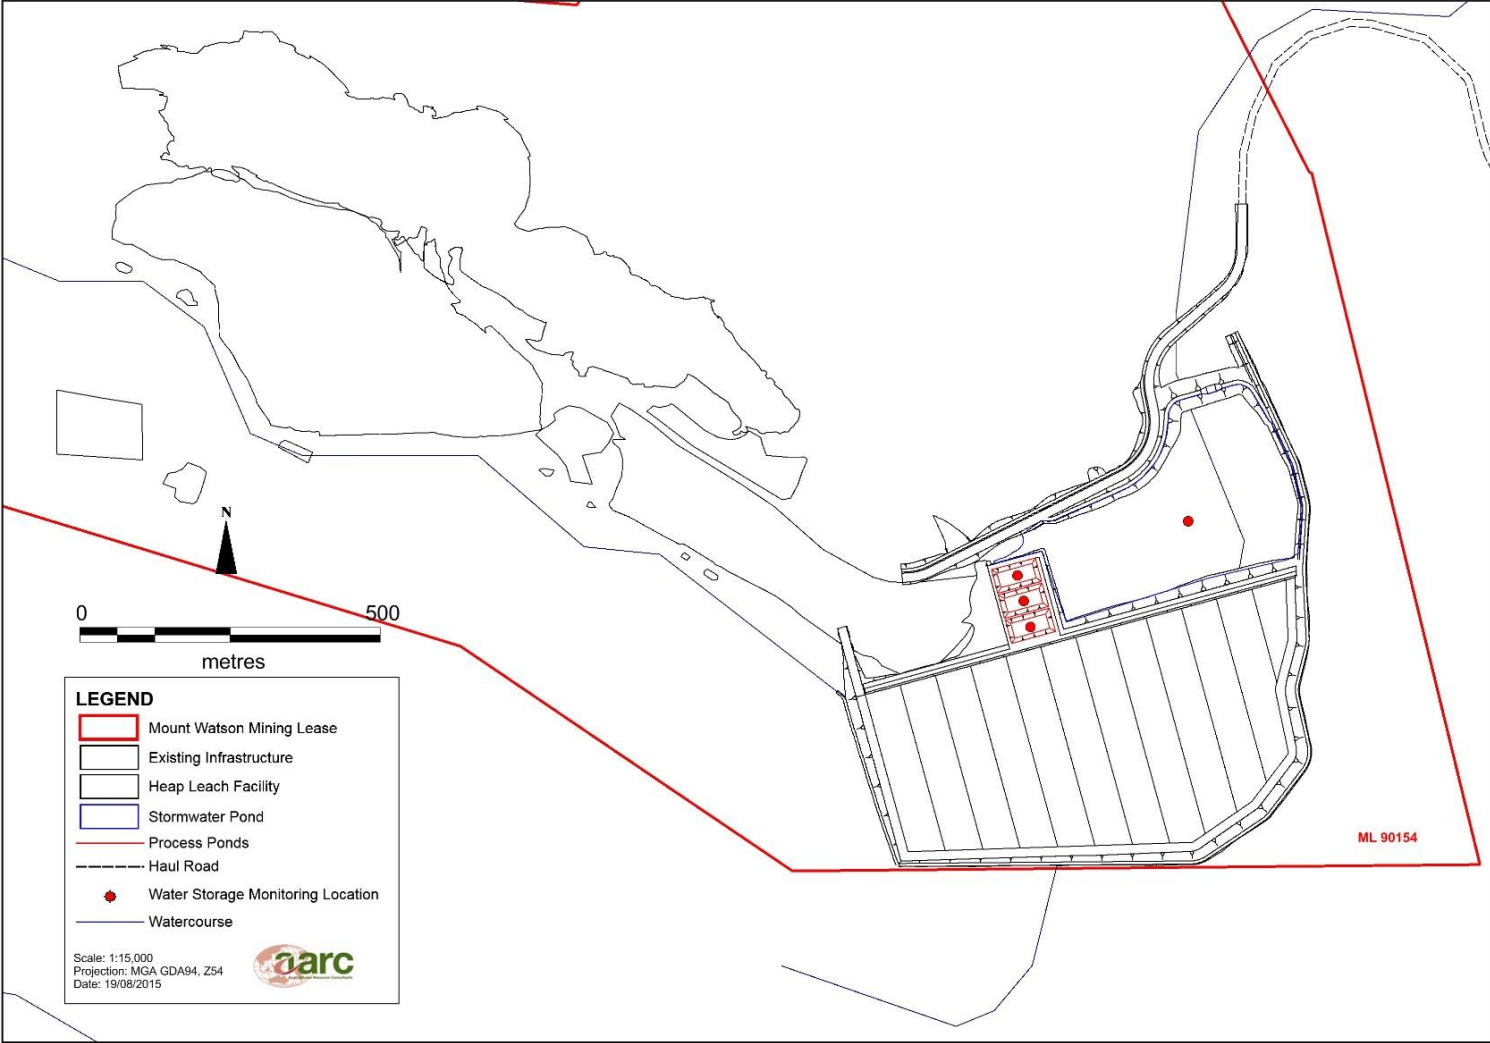 N
0 500
metres
LEGEND
Mount Watson Mining Lease
Existing Infrastructure
Heap Leach Facility
Stormwater Pond
Process Ponds
Haul Road
Water Storage Monitoring Location
Watercourse
Scale: 1:15,000
Projection: MGA GDA94, Z54
Date: 19/08/2015
aarc
ML 90154